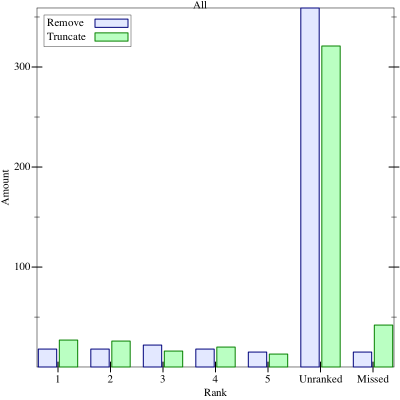 All
Remove
Truncate
300
200
100
Amount
1 2 3 4 5 Unranked Missed
Rank